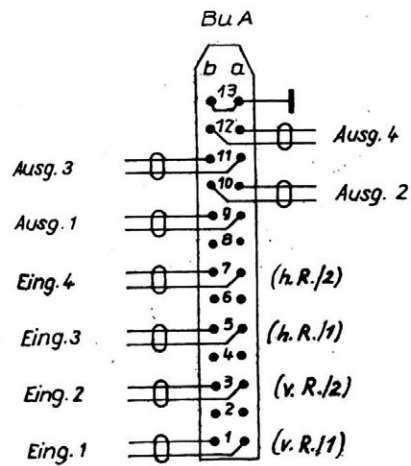 Bu A
b a
13
12 Ausg. 4
Ausg. 3 11
10 Ausg. 2
Ausg. 1 9
8
Eing. 4 7 (h.R./2)
6
Eing. 3 5 (h.R./1)
4
Eing. 2 3 (v.R./2)
2
Eing. 1 1 (v.R./1)